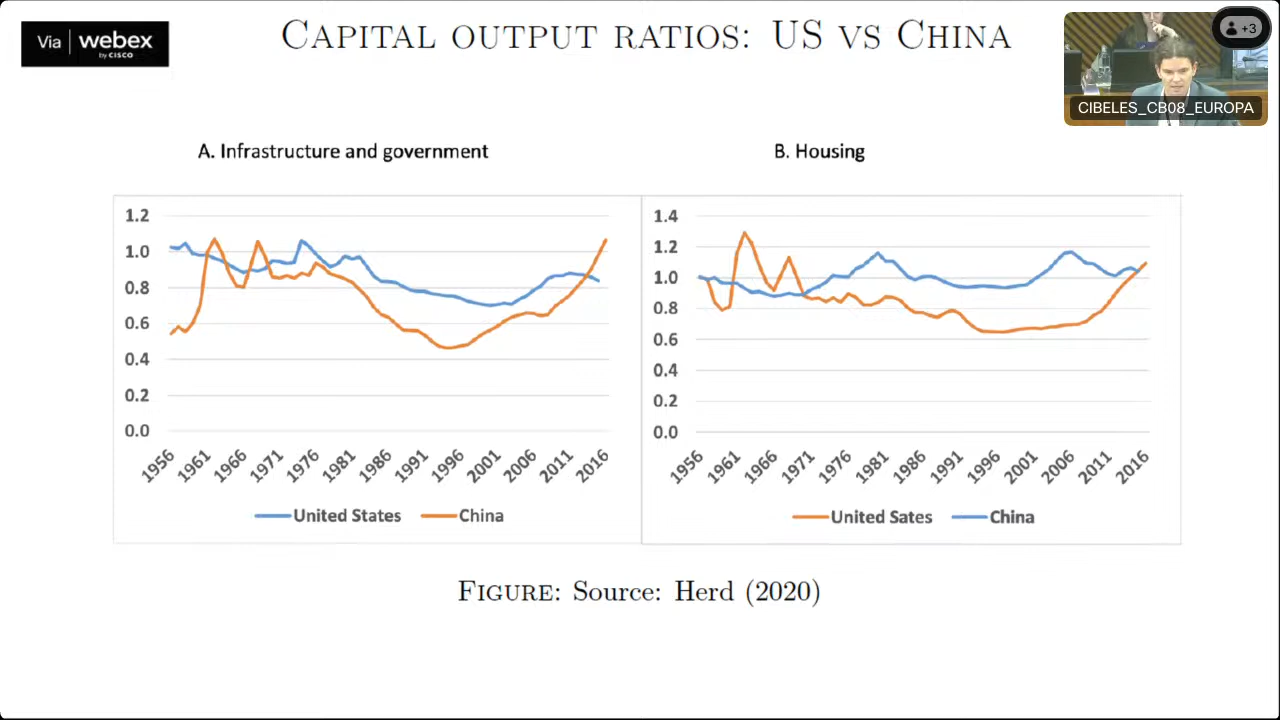 Via webex
by CISCO
CAPITAL OUTPUT RATIOS: US VS CHINA
+3
CIBELES_CB08_EUROPA
A. Infrastructure and government
1.2
1.0
0.8
0.6
0.4
0.2
0.0
1956 1961 1966 1971 1976 1981 1986 1991 1996 2001 2006 2011 2016
United States China
B. Housing
1.4
1.2
1.0
0.8
0.6
0.4
0.2
0.0
1956 1961 1966 1971 1976 1981 1986 1991 1996 2001 2006 2011 2016
United Sates China
FIGURE: Source: Herd (2020)